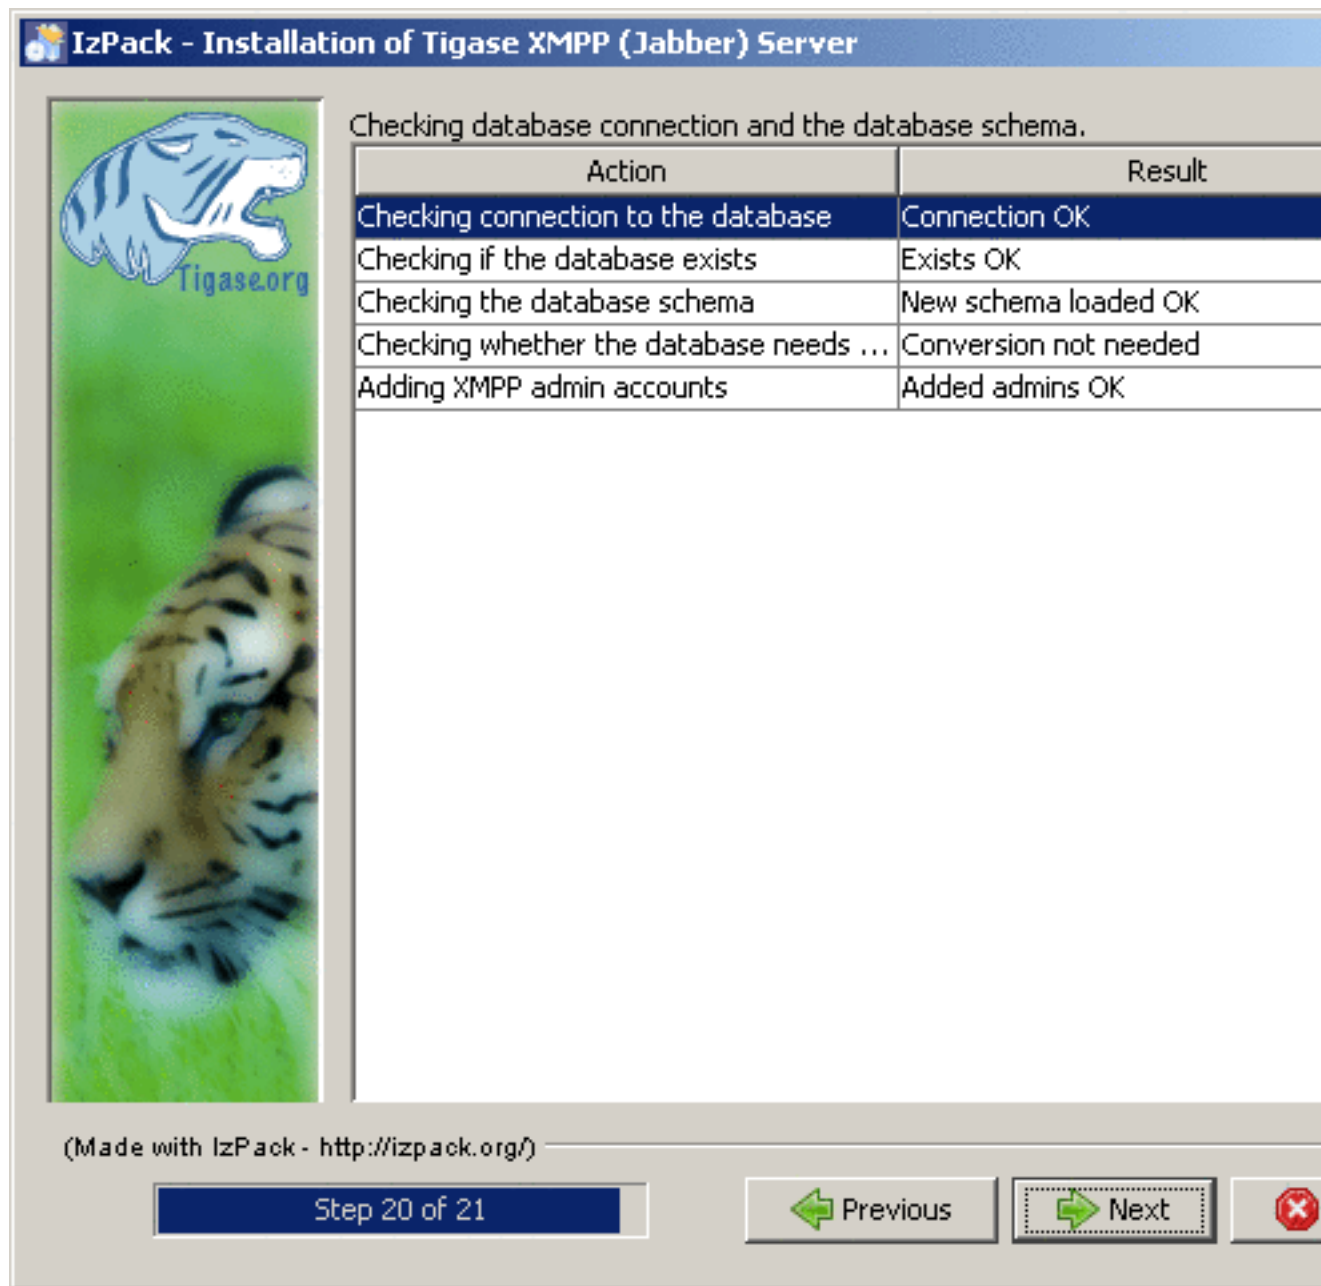 IzPack - Installation of Tigase XMPP (Jabber) Server
Tigase.org
Checking database connection and the database schema.
Action Result
Checking connection to the database Connection OK
Checking if the database exists Exists OK
Checking the database schema New schema loaded OK
Checking whether the database needs ... Conversion not needed
Adding XMPP admin accounts Added admins OK
(Made with IzPack - http://izpack.org/)
Step 20 of 21 Previous Next